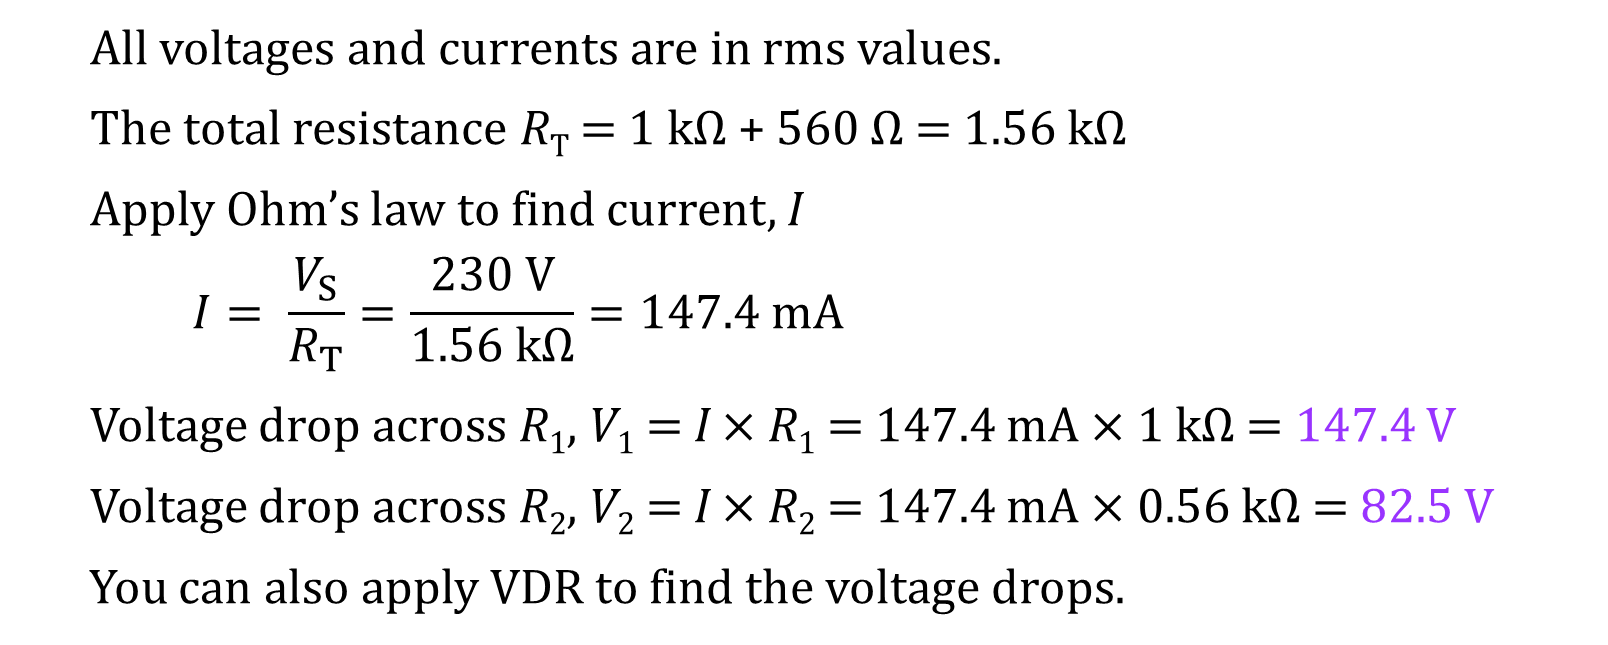 All voltages and currents are in rms values.
The total resistance R_T = 1 kΩ + 560 Ω = 1.56 kΩ
Apply Ohm’s law to find current, I
I = V_S / R_T = 230 V / 1.56 kΩ = 147.4 mA
Voltage drop across R_1, V_1 = I × R_1 = 147.4 mA × 1 kΩ = 147.4 V
Voltage drop across R_2, V_2 = I × R_2 = 147.4 mA × 0.56 kΩ = 82.5 V
You can also apply VDR to find the voltage drops.